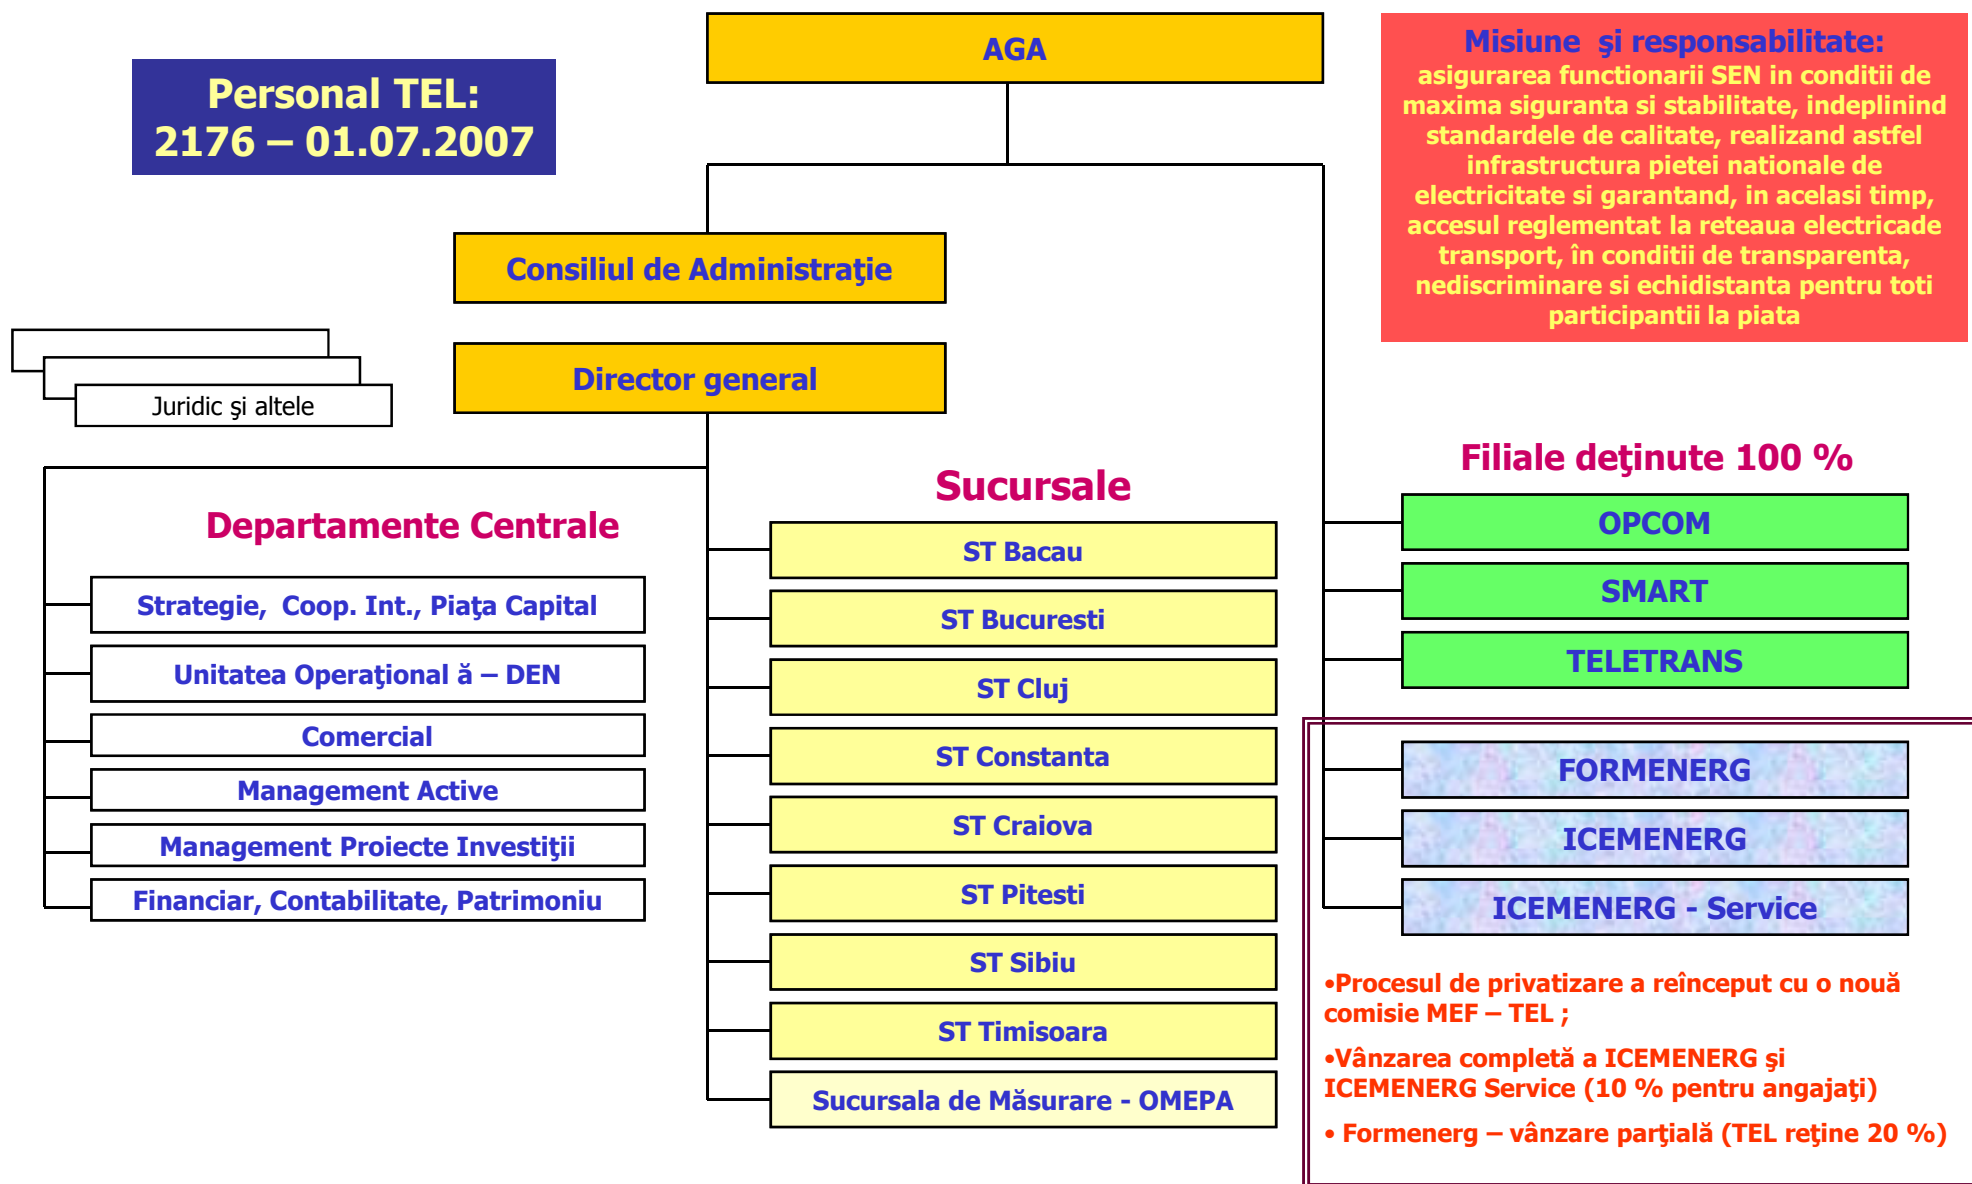 AGA
Personal TEL:
2176 – 01.07.2007
Misiune şi responsabilitate:
asigurarea functionarii SEN in conditii de
maxima siguranta si stabilitate, indeplinind
standardele de calitate, realizand astfel
infrastructura pietei nationale de
electricitate si garantand, in acelasi timp,
accesul reglementat la reteaua electricade
transport, în conditii de transparenta,
nediscriminare si echidistanta pentru toti
participantii la piata
Consiliul de Administraţie
Director general
Juridic şi altele
Departamente Centrale
Strategie, Coop. Int., Piaţa Capital
Unitatea Operaţional ă – DEN
Comercial
Management Active
Management Proiecte Investiţii
Financiar, Contabilitate, Patrimoniu
Sucursale
ST Bacau
ST Bucuresti
ST Cluj
ST Constanta
ST Craiova
ST Pitesti
ST Sibiu
ST Timisoara
Sucursala de Măsurare - OMEPA
Filiale deţinute 100 %
OPCOM
SMART
TELETRANS
FORMENERG
ICEMENERG
ICEMENERG - Service
•Procesul de privatizare a reînceput cu o nouă
comisie MEF – TEL ;
•Vânzarea completă a ICEMENERG şi
ICEMENERG Service (10 % pentru angajaţi)
• Formenerg – vânzare parţială (TEL reţine 20 %)